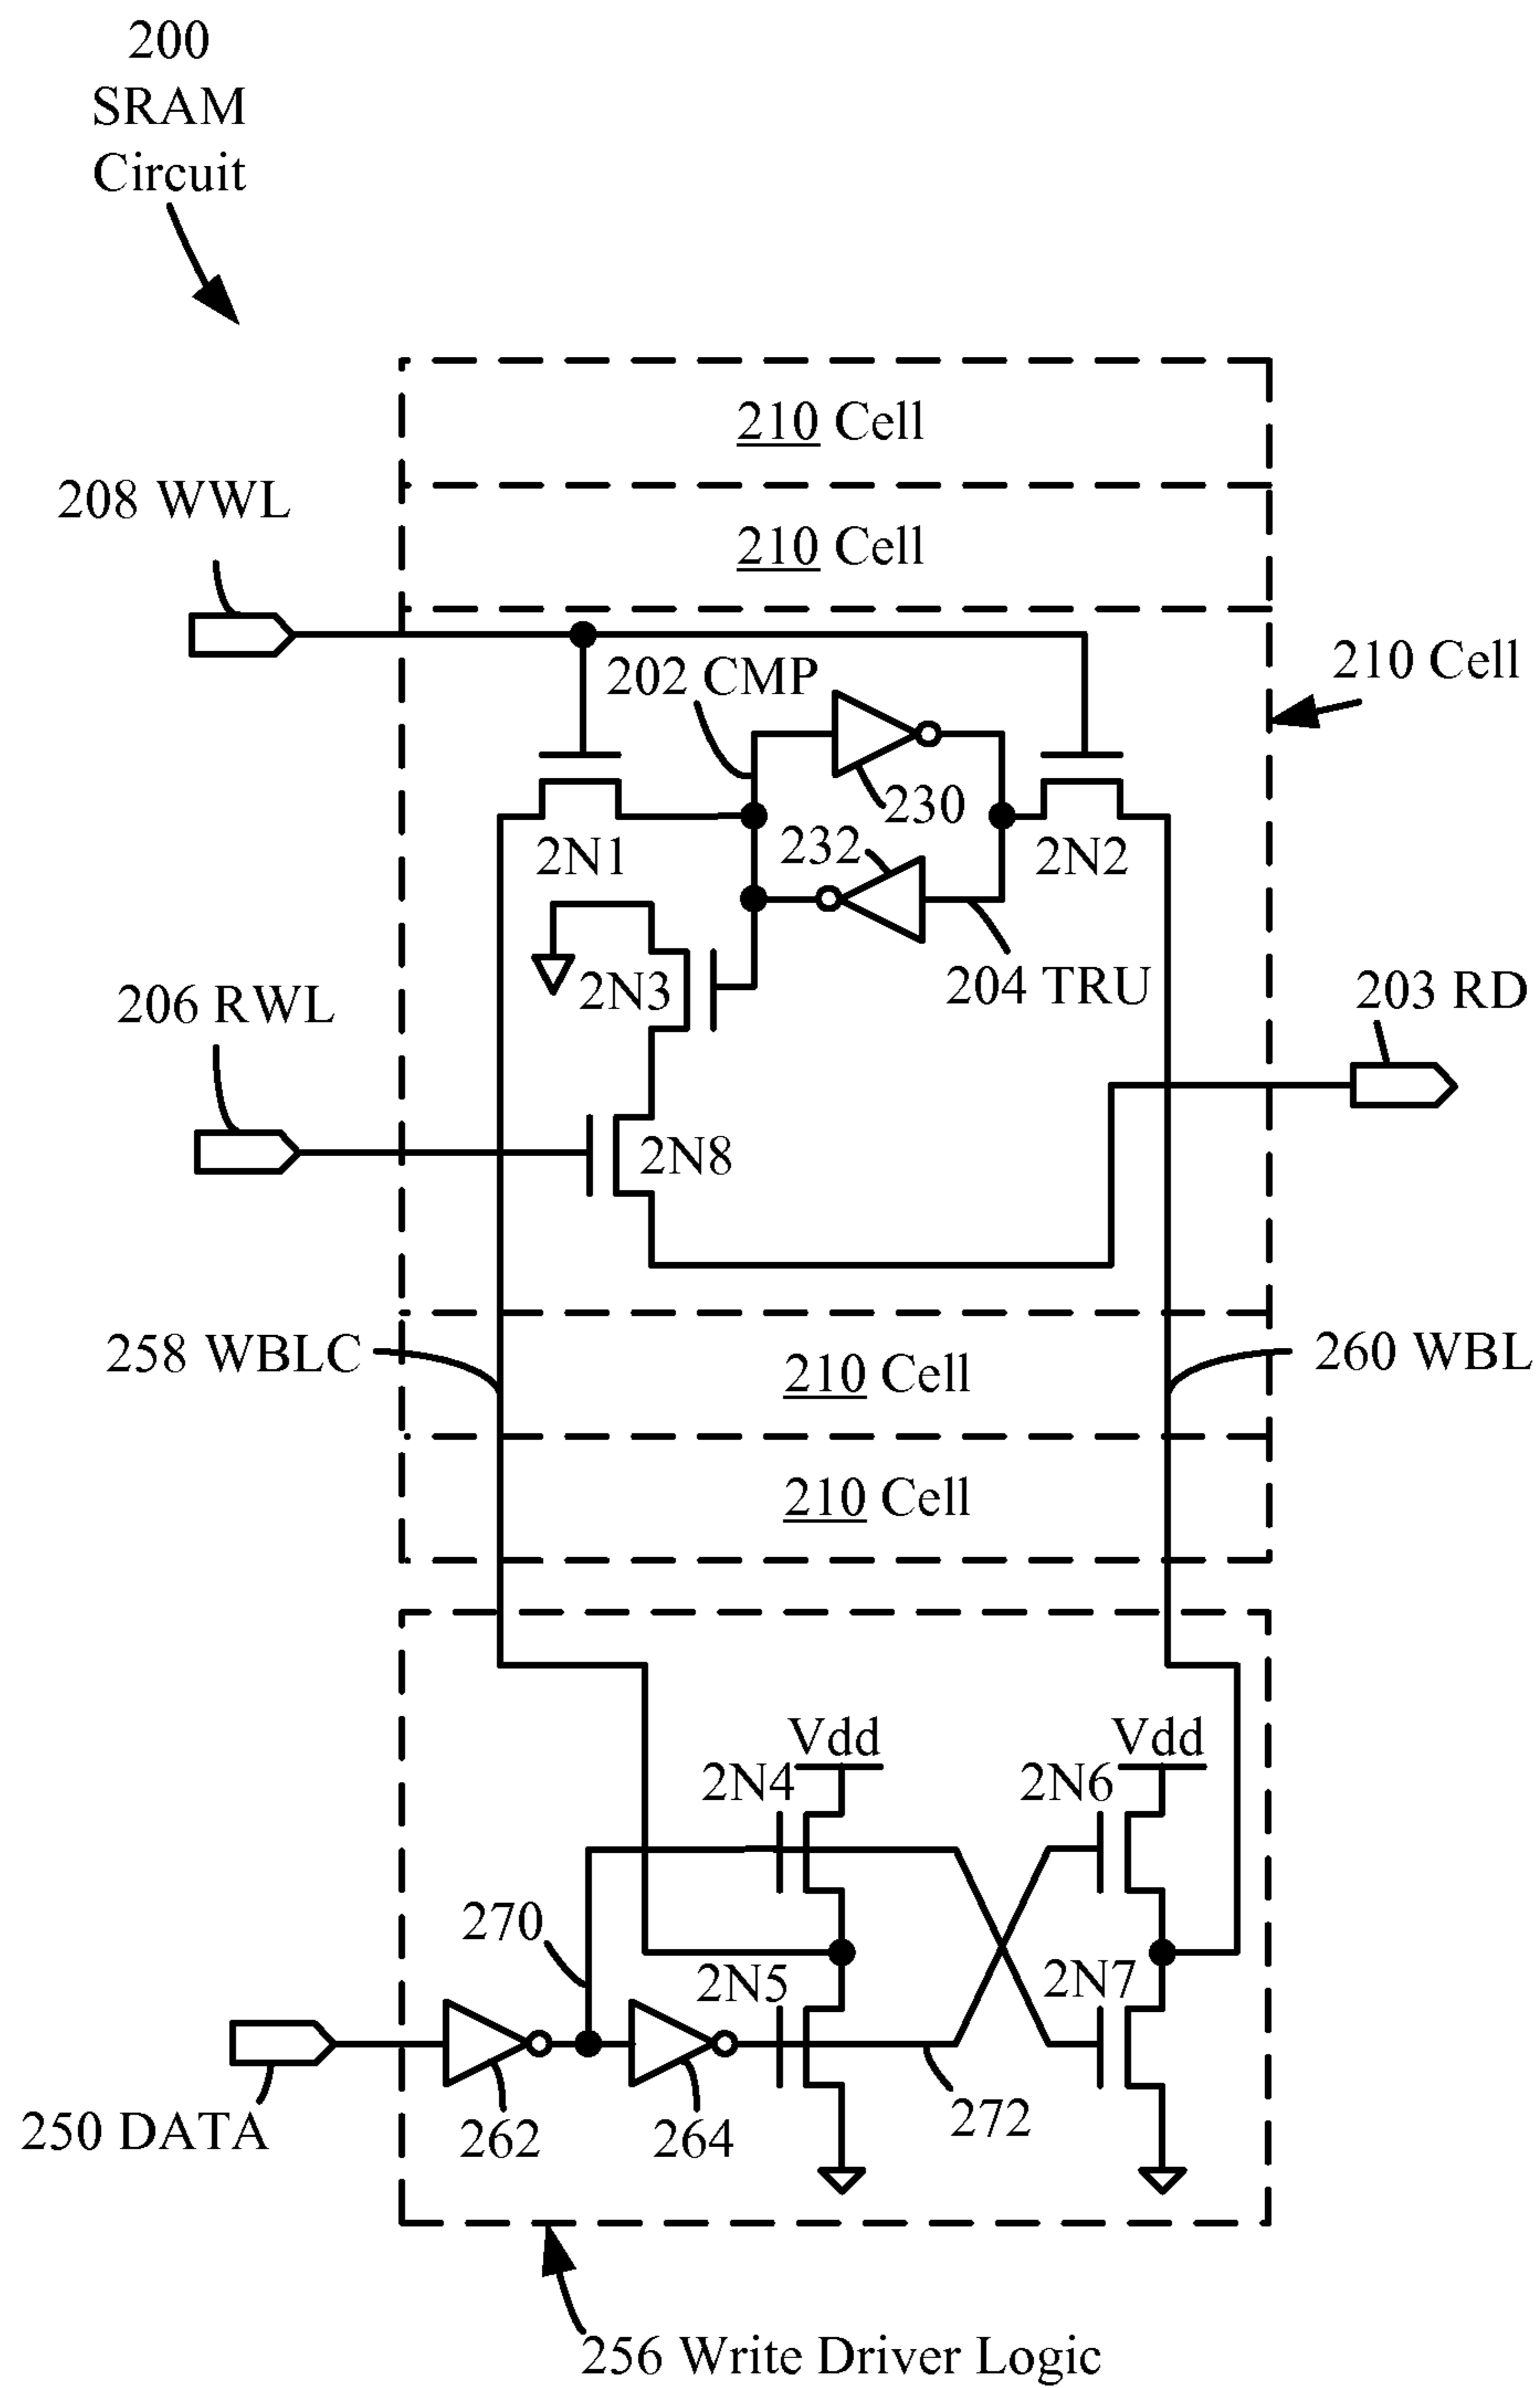 200
SRAM
Circuit
210 Cell
208 WWL
210 Cell
202 CMP
210 Cell
230
232
2N1
2N2
204 TRU
2N3
206 RWL
203 RD
2N8
258 WBLC
260 WBL
210 Cell
210 Cell
Vdd
Vdd
2N4
2N6
270
2N5
2N7
250 DATA
262
264
272
256 Write Driver Logic